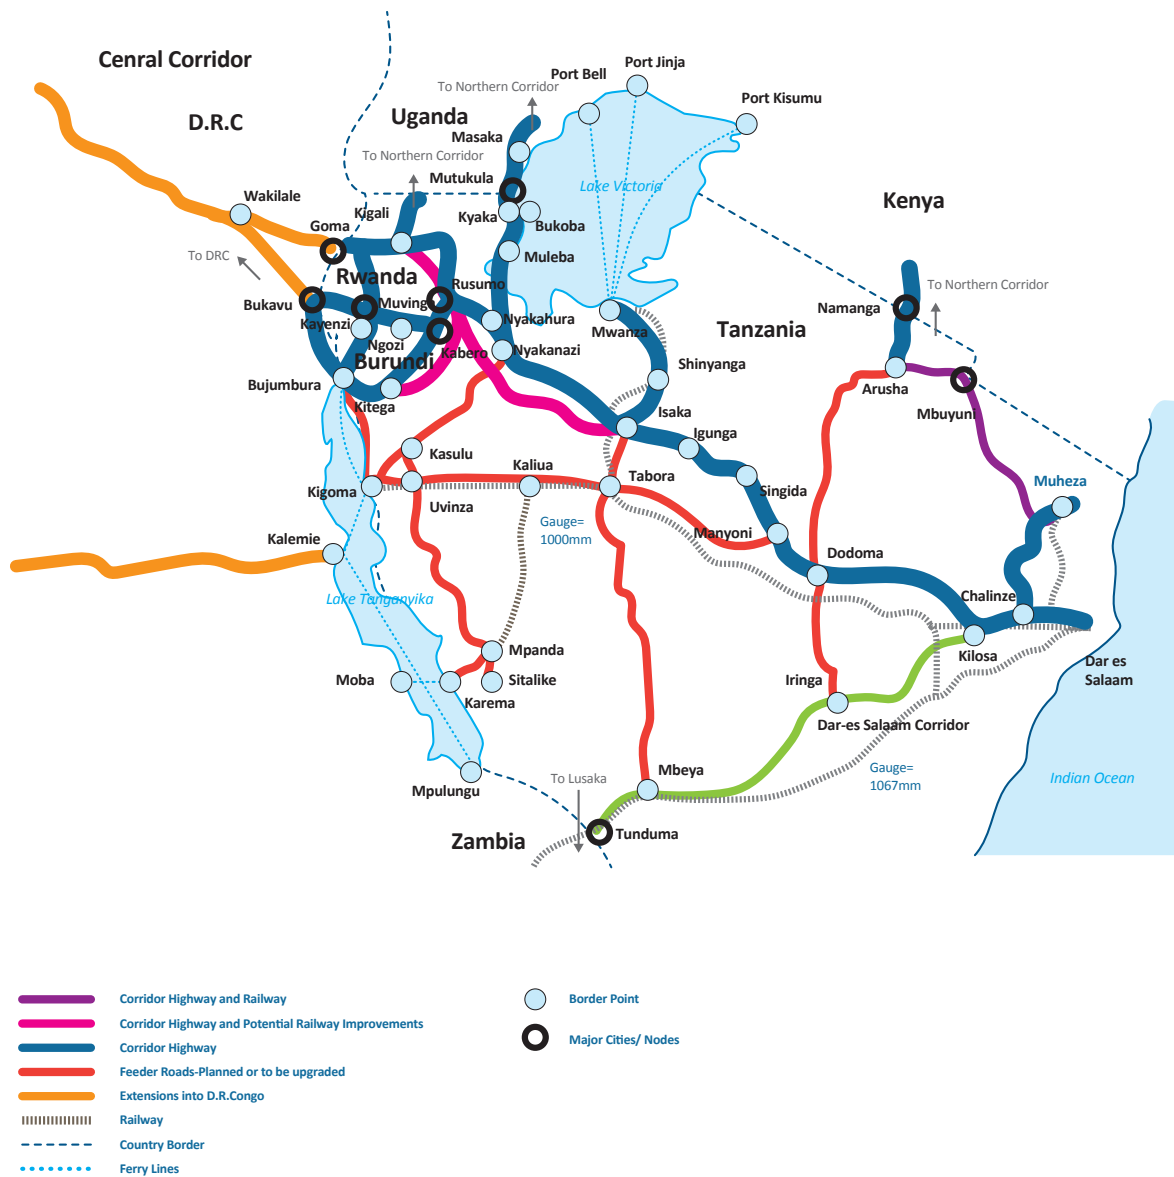 Cenral Corridor
D.R.C
Uganda
To Northern Corridor
Port Bell
Port Jinja
Port Kisumu
Masaka
To Northern Corridor
Mutukula
Lake Victoria
Wakilale
Kigali
Goma
Kyaka
Bukoba
Kenya
To DRC
Muleba
Rwanda
Rusumo
To Northern Corridor
Bukavu
Muvinga
Namanga
Kayenzi
Nyakahura
Mwanza
Tanzania
Ngozi
Kabero
Nyakanazi
Burundi
Shinyanga
Bujumbura
Arusha
Kitega
Mbuyuni
Isaka
Igunga
Kasulu
Kaliua
Tabora
Muheza
Kigoma
Singida
Uvinza
Gauge=
1000mm
Manyoni
Kalemie
Dodoma
Chalinze
Lake Tanganyika
Mpanda
Kilosa
Dar es
Salaam
Moba
Sitalike
Iringa
Karema
Dar-es Salaam Corridor
Mbeya
Gauge=
1067mm
To Lusaka
Indian Ocean
Mpulungu
Zambia
Tunduma
Corridor Highway and Railway
Border Point
Corridor Highway and Potential Railway Improvements
Major Cities/ Nodes
Corridor Highway
Feeder Roads-Planned or to be upgraded
Extensions into D.R.Congo
Railway
Country Border
Ferry Lines